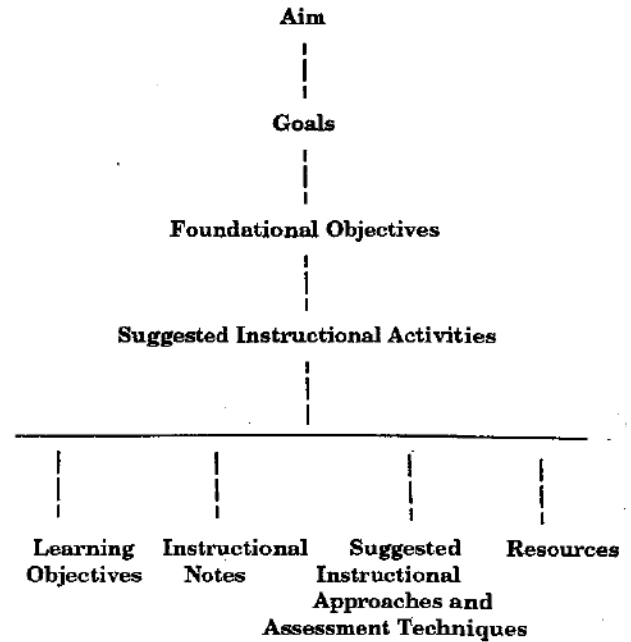 Aim
Goals
Foundational Objectives
Suggested Instructional Activities
Learning
Objectives
Instructional
Notes
Suggested
Instructional
Approaches and
Assessment Techniques
Resources